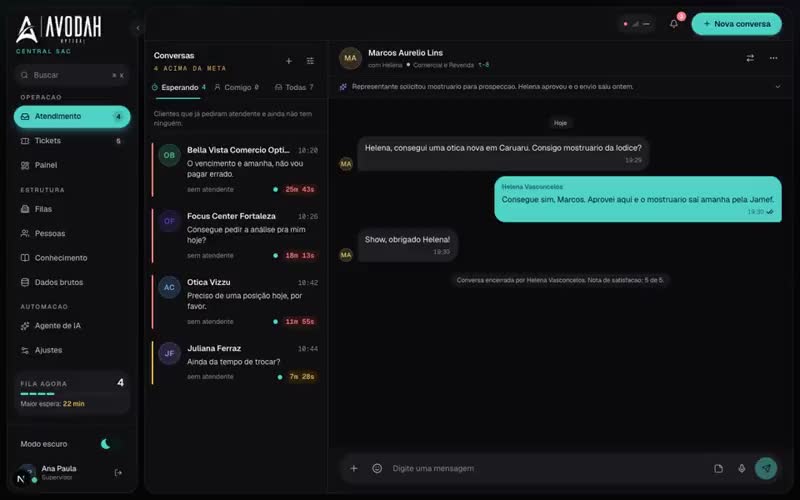 AVODAH
OPTICAL
CENTRAL SAC
Buscar
⌘ K
OPERACAO
Atendimento 4
Tickets 5
Painel
ESTRUTURA
Filas
Pessoas
Conhecimento
Dados brutos
AUTOMACAO
Agente de IA
Ajustes
FILA AGORA 4
Maior espera: 22 min
Modo escuro
N
Ana Paula
Supervisor
Conversas
4 ACIMA DA META
Esperando 4 Comigo 0 Todas 7
Clientes que já pediram atendente e ainda não tem
ninguém.
OB
Bella Vista Comercio Opti... 10:20
O vencimento e amanha, não vou
pagar errado.
sem atendente 25m 43s
OF
Focus Center Fortaleza 10:26
Consegue pedir a análise pra mim
hoje?
sem atendente 18m 13s
AC
Otica Vizzu 10:42
Preciso de uma posição hoje, por
favor.
sem atendente 11m 55s
JF
Juliana Ferraz 10:44
Ainda da tempo de trocar?
sem atendente 7m 28s
Nova conversa
MA
Marcos Aurelio Lins
com Helena Comercial e Revenda
Representante solicitou mostruario para prospeccao. Helena aprovou e o envio saiu ontem.
Hoje
Helena, consegui uma otica nova em Caruaru. Consigo mostruario da Iodice?
19:29
MA
Helena Vasconcelos
Consegue sim, Marcos. Aprovei aqui e o mostruario sai amanha pela Jamef.
19:30
Show, obrigado Helena!
19:30
MA
Conversa encerrada por Helena Vasconcelos. Nota de satisfacao: 5 de 5.
Digite uma mensagem